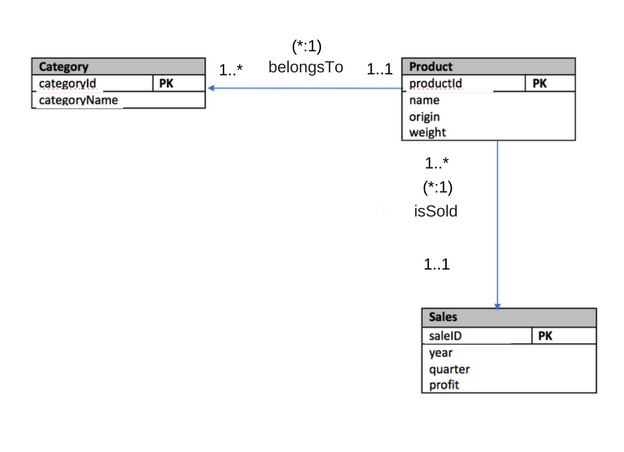 (*:1)
1..* belongsTo 1..1
Category
categoryId PK
categoryName
Product
productId PK
name
origin
weight
1..*
(*:1)
isSold
1..1
Sales
saleID PK
year
quarter
profit